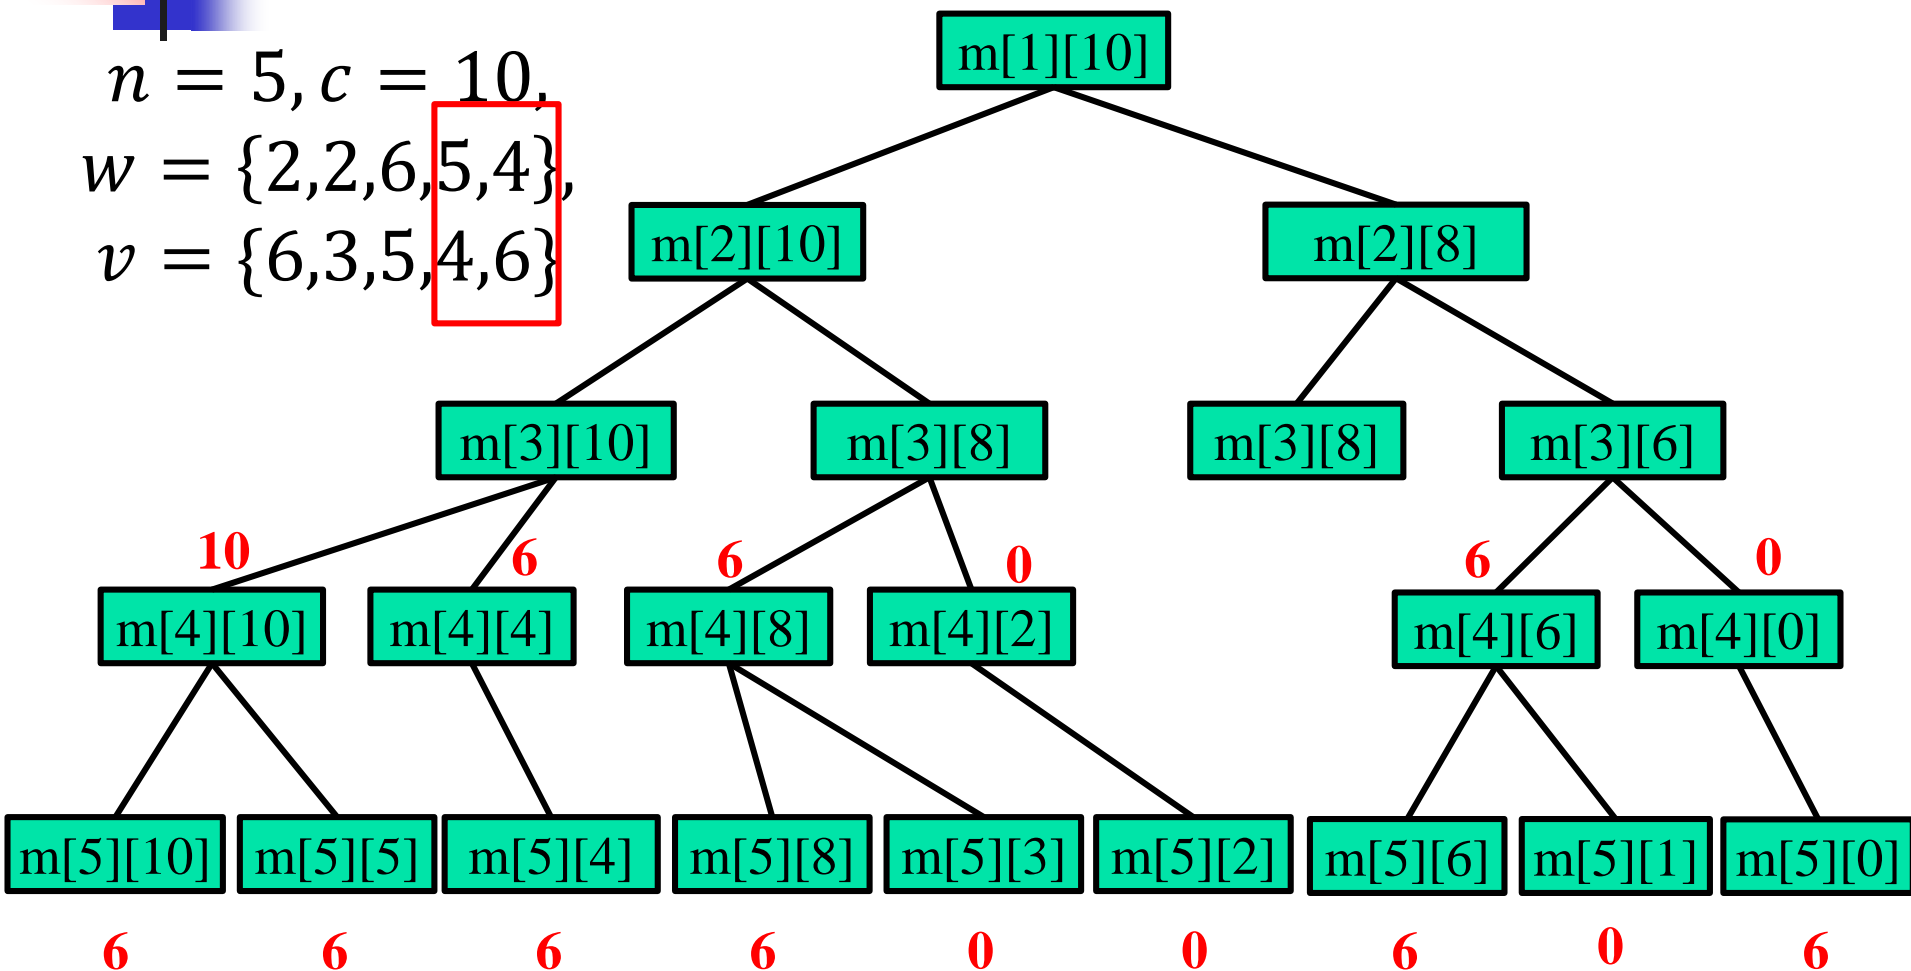 n = 5, c = 10,
w = {2,2,6,5,4},
v = {6,3,5,4,6}
m[1][10]
m[2][10] m[2][8]
m[3][10] m[3][8] m[3][8] m[3][6]
10 6 6 0 6 0
m[4][10] m[4][4] m[4][8] m[4][2] m[4][6] m[4][0]
m[5][10] m[5][5] m[5][4] m[5][8] m[5][3] m[5][2] m[5][6] m[5][1] m[5][0]
6 6 6 6 0 0 6 0 6